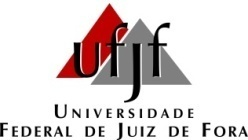 ufjf
UNIVERSIDADE
FEDERAL DE JUIZ DE FORA